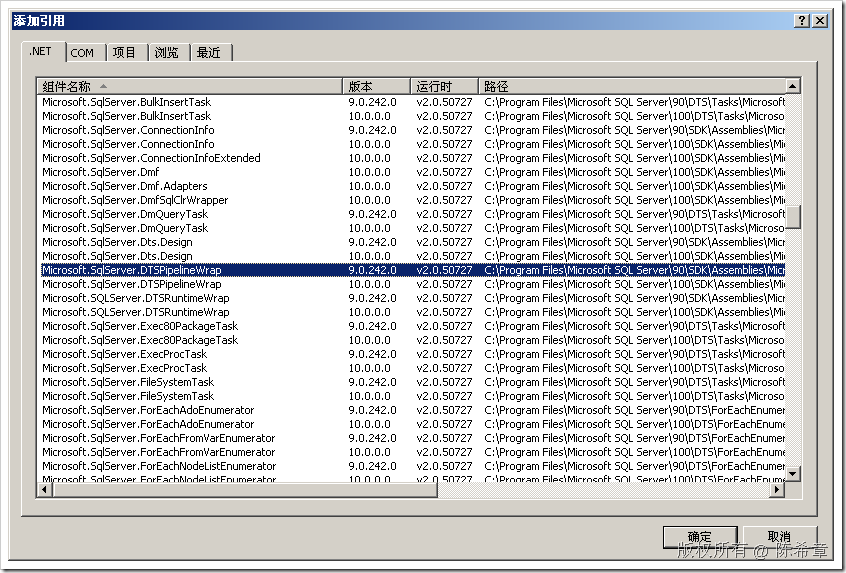 添加引用
.NET COM 项目 浏览 最近
组件名称 版本 运行时 路径
Microsoft.SqlServer.BulkInsertTask 9.0.242.0 v2.0.50727 C:\Program Files\Microsoft SQL Server\90\DTS\Tasks\Microsoft
Microsoft.SqlServer.BulkInsertTask 10.0.0.0 v2.0.50727 C:\Program Files\Microsoft SQL Server\100\DTS\Tasks\Microso
Microsoft.SqlServer.ConnectionInfo 9.0.242.0 v2.0.50727 C:\Program Files\Microsoft SQL Server\90\SDK\Assemblies\Micr
Microsoft.SqlServer.ConnectionInfo 10.0.0.0 v2.0.50727 C:\Program Files\Microsoft SQL Server\100\SDK\Assemblies\Mi
Microsoft.SqlServer.ConnectionInfoExtended 10.0.0.0 v2.0.50727 C:\Program Files\Microsoft SQL Server\100\SDK\Assemblies\Mi
Microsoft.SqlServer.Dmf 10.0.0.0 v2.0.50727 C:\Program Files\Microsoft SQL Server\100\SDK\Assemblies\Mi
Microsoft.SqlServer.Dmf.Adapters 10.0.0.0 v2.0.50727 C:\Program Files\Microsoft SQL Server\100\SDK\Assemblies\Mi
Microsoft.SqlServer.DmfSqlClrWrapper 10.0.0.0 v2.0.50727 C:\Program Files\Microsoft SQL Server\100\SDK\Assemblies\Mi
Microsoft.SqlServer.DmQueryTask 9.0.242.0 v2.0.50727 C:\Program Files\Microsoft SQL Server\90\DTS\Tasks\Microsoft
Microsoft.SqlServer.DmQueryTask 10.0.0.0 v2.0.50727 C:\Program Files\Microsoft SQL Server\100\DTS\Tasks\Microso
Microsoft.SqlServer.Dts.Design 9.0.242.0 v2.0.50727 C:\Program Files\Microsoft SQL Server\90\SDK\Assemblies\Micr
Microsoft.SqlServer.Dts.Design 10.0.0.0 v2.0.50727 C:\Program Files\Microsoft SQL Server\100\SDK\Assemblies\Mi
Microsoft.SqlServer.DTSPipelineWrap 9.0.242.0 v2.0.50727 C:\Program Files\Microsoft SQL Server\90\SDK\Assemblies\Micr
Microsoft.SqlServer.DTSPipelineWrap 10.0.0.0 v2.0.50727 C:\Program Files\Microsoft SQL Server\100\SDK\Assemblies\Mi
Microsoft.SQLServer.DTSRuntimeWrap 9.0.242.0 v2.0.50727 C:\Program Files\Microsoft SQL Server\90\SDK\Assemblies\Micr
Microsoft.SQLServer.DTSRuntimeWrap 10.0.0.0 v2.0.50727 C:\Program Files\Microsoft SQL Server\100\SDK\Assemblies\Mi
Microsoft.SqlServer.Exec80PackageTask 9.0.242.0 v2.0.50727 C:\Program Files\Microsoft SQL Server\90\DTS\Tasks\Microsoft
Microsoft.SqlServer.Exec80PackageTask 10.0.0.0 v2.0.50727 C:\Program Files\Microsoft SQL Server\100\DTS\Tasks\Microso
Microsoft.SqlServer.ExecProcTask 9.0.242.0 v2.0.50727 C:\Program Files\Microsoft SQL Server\90\DTS\Tasks\Microsoft
Microsoft.SqlServer.ExecProcTask 10.0.0.0 v2.0.50727 C:\Program Files\Microsoft SQL Server\100\DTS\Tasks\Microso
Microsoft.SqlServer.FileSystemTask 9.0.242.0 v2.0.50727 C:\Program Files\Microsoft SQL Server\90\DTS\Tasks\Microsoft
Microsoft.SqlServer.FileSystemTask 10.0.0.0 v2.0.50727 C:\Program Files\Microsoft SQL Server\100\DTS\Tasks\Microso
Microsoft.SqlServer.ForEachAdoEnumerator 9.0.242.0 v2.0.50727 C:\Program Files\Microsoft SQL Server\90\DTS\ForEachEnumer
Microsoft.SqlServer.ForEachAdoEnumerator 10.0.0.0 v2.0.50727 C:\Program Files\Microsoft SQL Server\100\DTS\ForEachEnum
Microsoft.SqlServer.ForEachFromVarEnumerator 9.0.242.0 v2.0.50727 C:\Program Files\Microsoft SQL Server\90\DTS\ForEachEnumer
Microsoft.SqlServer.ForEachFromVarEnumerator 10.0.0.0 v2.0.50727 C:\Program Files\Microsoft SQL Server\100\DTS\ForEachEnum
Microsoft.SqlServer.ForEachNodeListEnumerator 9.0.242.0 v2.0.50727 C:\Program Files\Microsoft SQL Server\90\DTS\ForEachEnumer
Microsoft.SqlServer.ForEachNodeListEnumerator 10.0.0.0 v2.0.50727 C:\Program Files\Microsoft SQL Server\100\DTS\ForEachEnum
确定 取消
版权所有 @ 陈希章